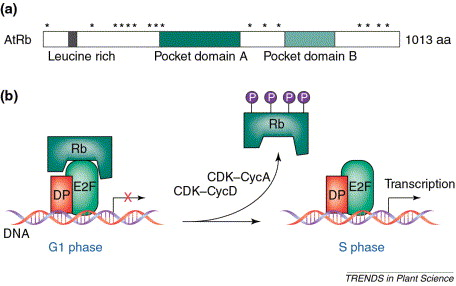 (a)
* * * * * * * * * * * * * * * *
AtRb 1013 aa
Leucine rich Pocket domain A Pocket domain B
(b)
P P P P
Rb
Rb
CDK–CycA
CDK–CycD
DP E2F X
DP E2F Transcription
DNA
G1 phase S phase
TRENDS in Plant Science